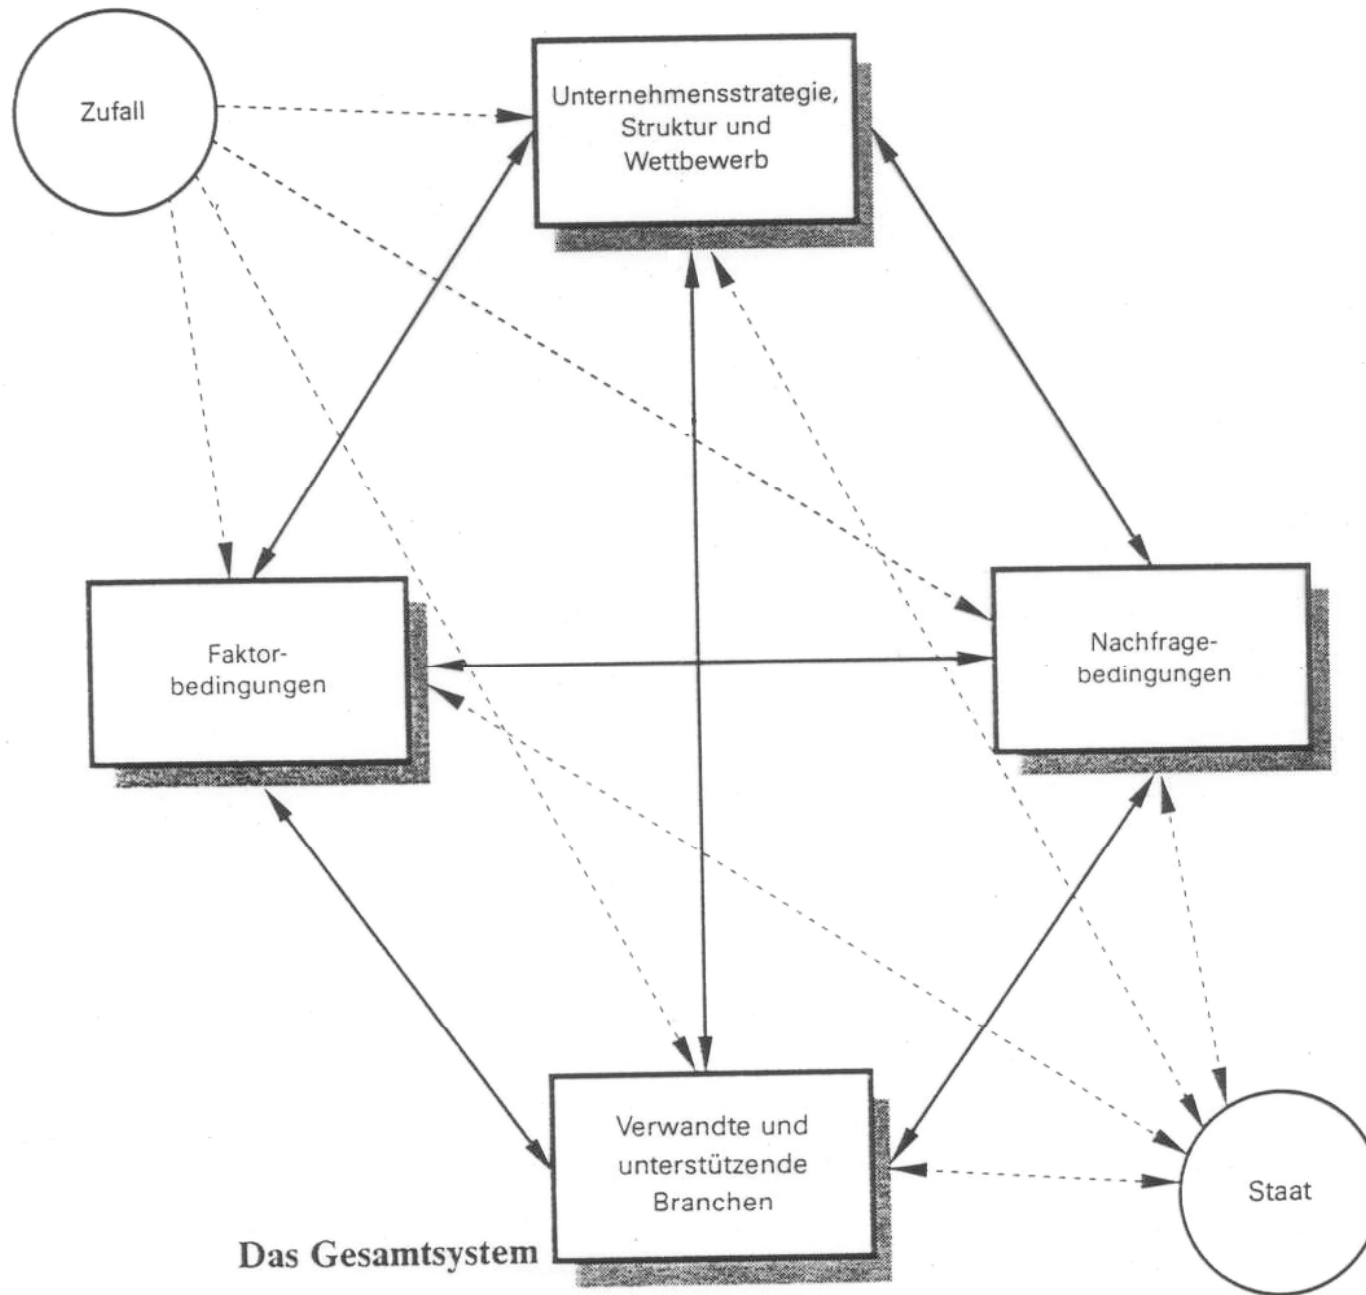 Zufall
Unternehmensstrategie,
Struktur und
Wettbewerb
Faktor-
bedingungen
Nachfrage-
bedingungen
Verwandte und
unterstützende
Branchen
Staat
Das Gesamtsystem